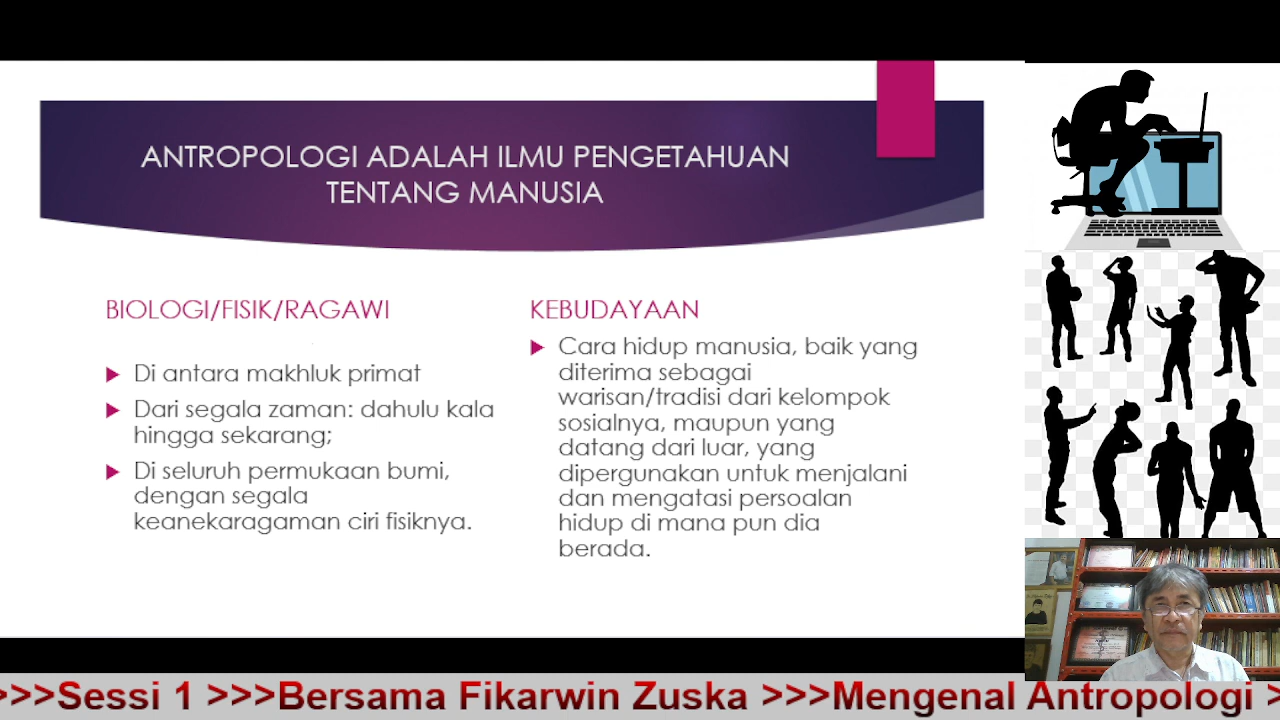 ANTROPOLOGI ADALAH ILMU PENGETAHUAN
TENTANG MANUSIA
BIOLOGI/FISIK/RAGAWI
Di antara makhluk primat
Dari segala zaman: dahulu kala
hingga sekarang;
Di seluruh permukaan bumi,
dengan segala
keanekaragaman ciri fisiknya.
KEBUDAYAAN
Cara hidup manusia, baik yang
diterima sebagai
warisan/tradisi dari kelompok
sosialnya, maupun yang
datang dari luar, yang
dipergunakan untuk menjalani
dan mengatasi persoalan
hidup di mana pun dia
berada.
>>>Sessi 1 >>>Bersama Fikarwin Zuska >>>Mengenal Antropologi >